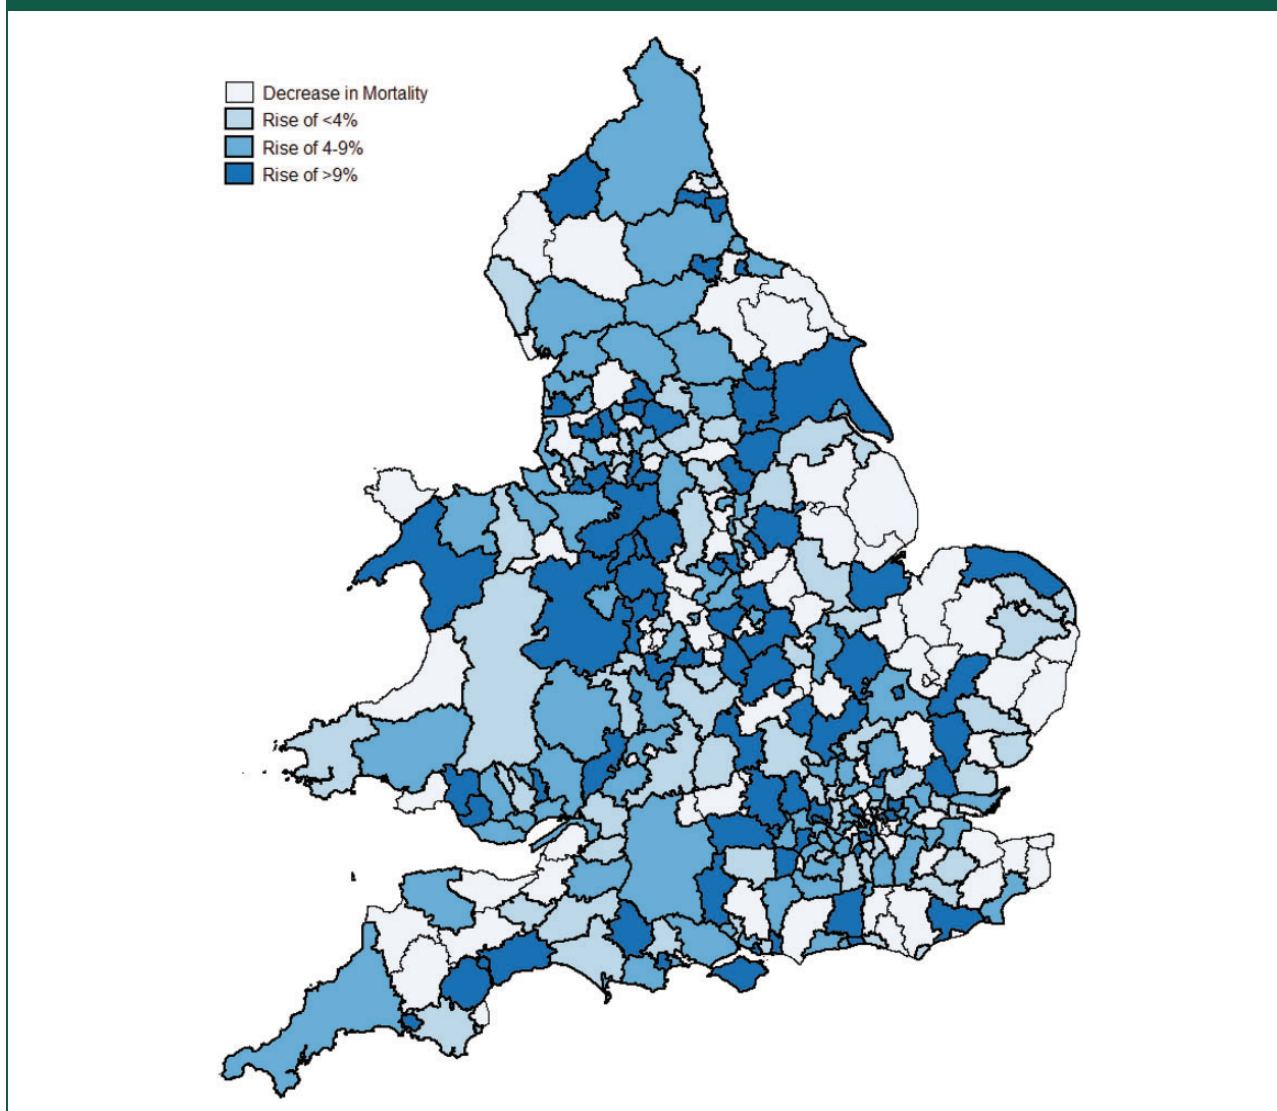 Decrease in Mortality
Rise of <4%
Rise of 4-9%
Rise of >9%